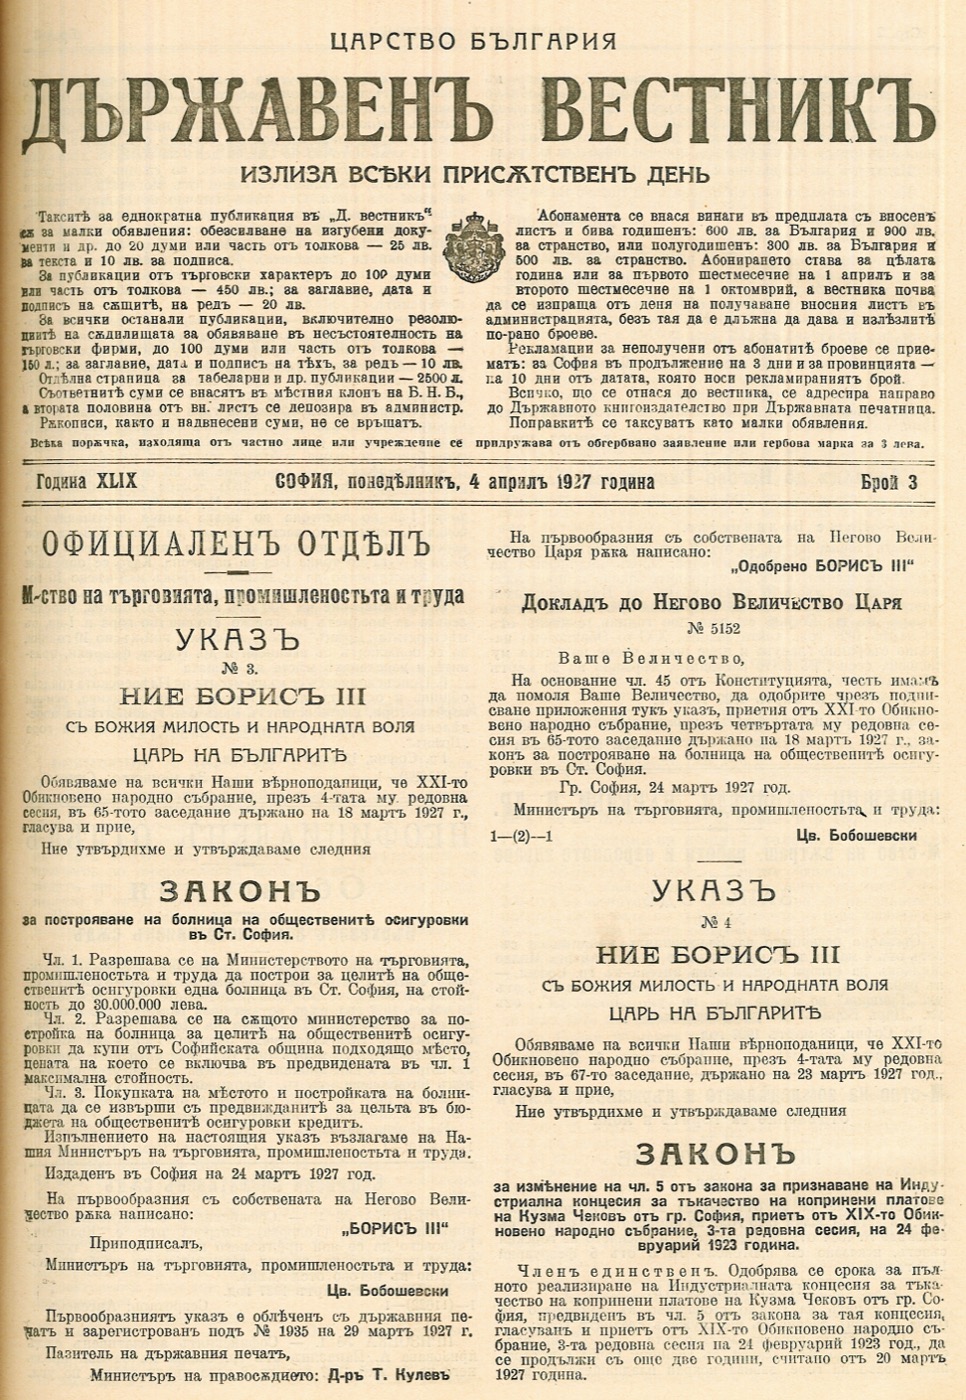 ЦАРСТВО БЪЛГАРИЯ
ДЪРЖАВЕНЪ ВЕСТНИКЪ
ИЗЛИЗА ВСѢКИ ПРИСѪТСТВЕНЪ ДЕНЬ
Такситѣ за еднократна публикация въ „Д. вестникъ“
сѫ за малки обявления: обезсилване на изгубени доку-
менти и др. до 20 думи или часть отъ толкова — 25 лв.
за текста и 10 лв. за подписа.
За публикации отъ търговски характеръ до 100 думи
или часть отъ толкова — 450 лв.; за заглавие, дата и
подписъ на сѫщитѣ, на редъ — 20 лв.
За всички останали публикации, включително резолю-
циитѣ на сѫдилищата за обявяване въ несъстоятелность на
търговски фирми, до 100 думи или часть отъ толкова —
150 л.; за заглавие, дата и подписъ на тѣхъ, за редъ — 10 лв.
Отдѣлна страница за табеларни и др. публикации — 2500 л.
Съответнитѣ суми се внасятъ въ мѣстния клонъ на Б. Н. Б.,
а втората половина отъ вн. листъ се депозира въ администр.
Рѫкописи, както и надвнесени суми, не се връщатъ.
Абонамента се внася винаги въ предплата съ вносенъ
листъ и бива годишенъ: 600 лв. за България и 900 лв.
за странство, или полугодишенъ: 300 лв. за България и
500 лв. за странство. Абонирането става за цѣлата
година или за първото шестмесечие на 1 априлъ и за
второто шестмесечие на 1 октомврий, а вестника почва
да се изпраща отъ деня на получаване вносния листъ въ
администрацията, безъ тая да е длъжна да дава и излѣзлитѣ
по-рано броеве.
Рекламации за неполучени отъ абонатитѣ броеве се прие-
матъ: за София въ продължение на 3 дни и за провинцията —
на 10 дни отъ датата, която носи рекламираниятъ брой.
Всичко, що се отнася до вестника, се адресира направо
до Държавното книгоиздателство при Държавната печатница.
Поправкитѣ се таксуватъ като малки обявления.
Всѣка порѫчка, изходяща отъ частно лице или учреждение се придружава отъ обгербвано заявление или гербова марка за 3 лева.
Година XLIX СОФИЯ, понедѣлникъ, 4 априлъ 1927 година Брой 3
ОФИЦИАЛЕНЪ ОТДѢЛЪ
М-ство на търговията, промишленостьта и труда
УКАЗЪ
№ 3.
НИЕ БОРИСЪ III
СЪ БОЖИЯ МИЛОСТЬ И НАРОДНАТА ВОЛЯ
ЦАРЬ НА БЪЛГАРИТѢ
Обявяваме на всички Наши вѣрноподаници, че XXI-то
Обикновено народно събрание, презъ 4-тата му редовна
сесия, въ 65-тото заседание държано на 18 мартъ 1927 г.,
гласува и прие,
Ние утвърдихме и утвърждаваме следния
ЗАКОНЪ
за построяване на болница на общественитѣ осигуровки
въ Ст. София.
Чл. 1. Разрешава се на Министерството на търговията,
промишленостьта и труда да построи за целитѣ на обще-
ственитѣ осигуровки една болница въ Ст. София, на стой-
ность до 30.000.000 лева.
Чл. 2. Разрешава се на сѫщото министерство за по-
стройка на болница за целитѣ на общественитѣ осигу-
ровки да купи отъ Софийската община подходящо мѣсто,
цената на което се включва въ предвидената въ чл. 1
максимална стойность.
Чл. 3. Покупката на мѣстото и постройката на болни-
цата да се извърши съ предвижданитѣ за цельта въ бю-
джета на общественитѣ осигуровки кредитъ.
Изпълнението на настоящия указъ възлагаме на На-
шия Министъръ на търговията, промишленостьта и труда.
Издаденъ въ София на 24 мартъ 1927 год.
На първообразния съ собствената на Негово Вели-
чество рѫка написано:
„БОРИСЪ III“
Приподписалъ,
Министъръ на търговията, промишленостьта и труда:
Цв. Бобошевски
Първообразниятъ указъ е облѣченъ съ държавния пе-
чатъ и зарегистрованъ подъ № 1935 на 29 мартъ 1927 г.
Пазитель на държавния печатъ,
Министъръ на правосѫдието: Д-ръ Т. Кулевъ
На първообразния съ собствената на Негово Вели-
чество Царя рѫка написано:
„Одобрено БОРИСЪ III“
Докладъ до Негово Величество Царя
№ 5152
Ваше Величество,
На основание чл. 45 отъ Конституцията, честь имамъ
да помоля Ваше Величество, да одобрите чрезъ подпи-
сване приложения тукъ указъ, приетия отъ XXI-то Обикно-
вено народно събрание, презъ четвъртата му редовна се-
сия въ 65-тото заседание държано на 18 мартъ 1927 г., за-
конъ за построяване на болница на общественитѣ осигу-
ровки въ Ст. София.
Гр. София, 24 мартъ 1927 год.
Министъръ на търговията, промишленостьта и труда:
1—(2)—1 Цв. Бобошевски
УКАЗЪ
№ 4
НИЕ БОРИСЪ III
СЪ БОЖИЯ МИЛОСТЬ И НАРОДНАТА ВОЛЯ
ЦАРЬ НА БЪЛГАРИТѢ
Обявяваме на всички Наши вѣрноподаници, че XXI-то
Обикновено народно събрание, презъ 4-тата му редовна
сесия, въ 67-то заседание, държано на 23 мартъ 1927 год.,
гласува и прие,
Ние утвърдихме и утвърждаваме следния
ЗАКОНЪ
за измѣнение на чл. 5 отъ закона за признаване на Инду-
стриална концесия за тъкачество на копринени платове
на Кузма Чековъ отъ гр. София, приетъ отъ XIX-то Обик-
новено народно събрание, 3-та редовна сесия, на 24 фе-
вруарий 1923 година.
Членъ единственъ. Одобрява се срока за пъл-
ното реализиране на Индустриалната концесия за тъка-
чество на копринени платове на Кузма Чековъ отъ гр. Со-
фия, предвиденъ въ чл. 5 отъ закона за тая концесия,
гласуванъ и приетъ отъ XIX-то Обикновено народно съ-
брание, 3-та редовна сесия на 24 февруарий 1923 год., да
се продължи съ още две години, считано отъ 20 мартъ
1927 година.